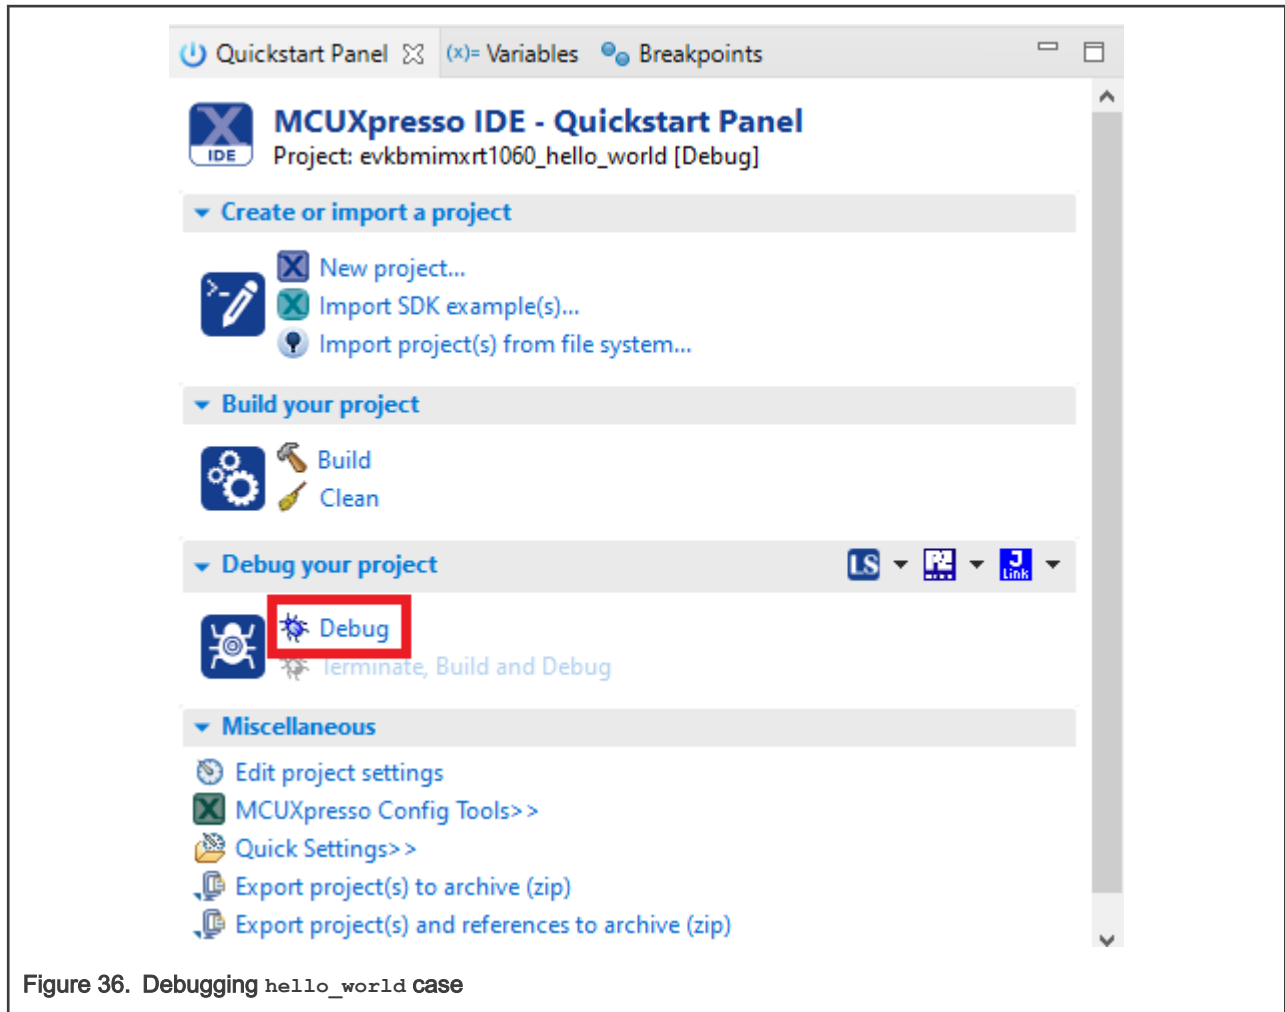 Quickstart Panel (x)= Variables Breakpoints
MCUXpresso IDE - Quickstart Panel
IDE
Project: evkbmimxrt1060_hello_world [Debug]
Create or import a project
New project...
Import SDK example(s)...
Import project(s) from file system...
Build your project
Build
Clean
Debug your project LS PE J Link
Debug
Terminate, Build and Debug
Miscellaneous
Edit project settings
MCUXpresso Config Tools>>
Quick Settings>>
Export project(s) to archive (zip)
Export project(s) and references to archive (zip)
Figure 36. Debugging hello_world case